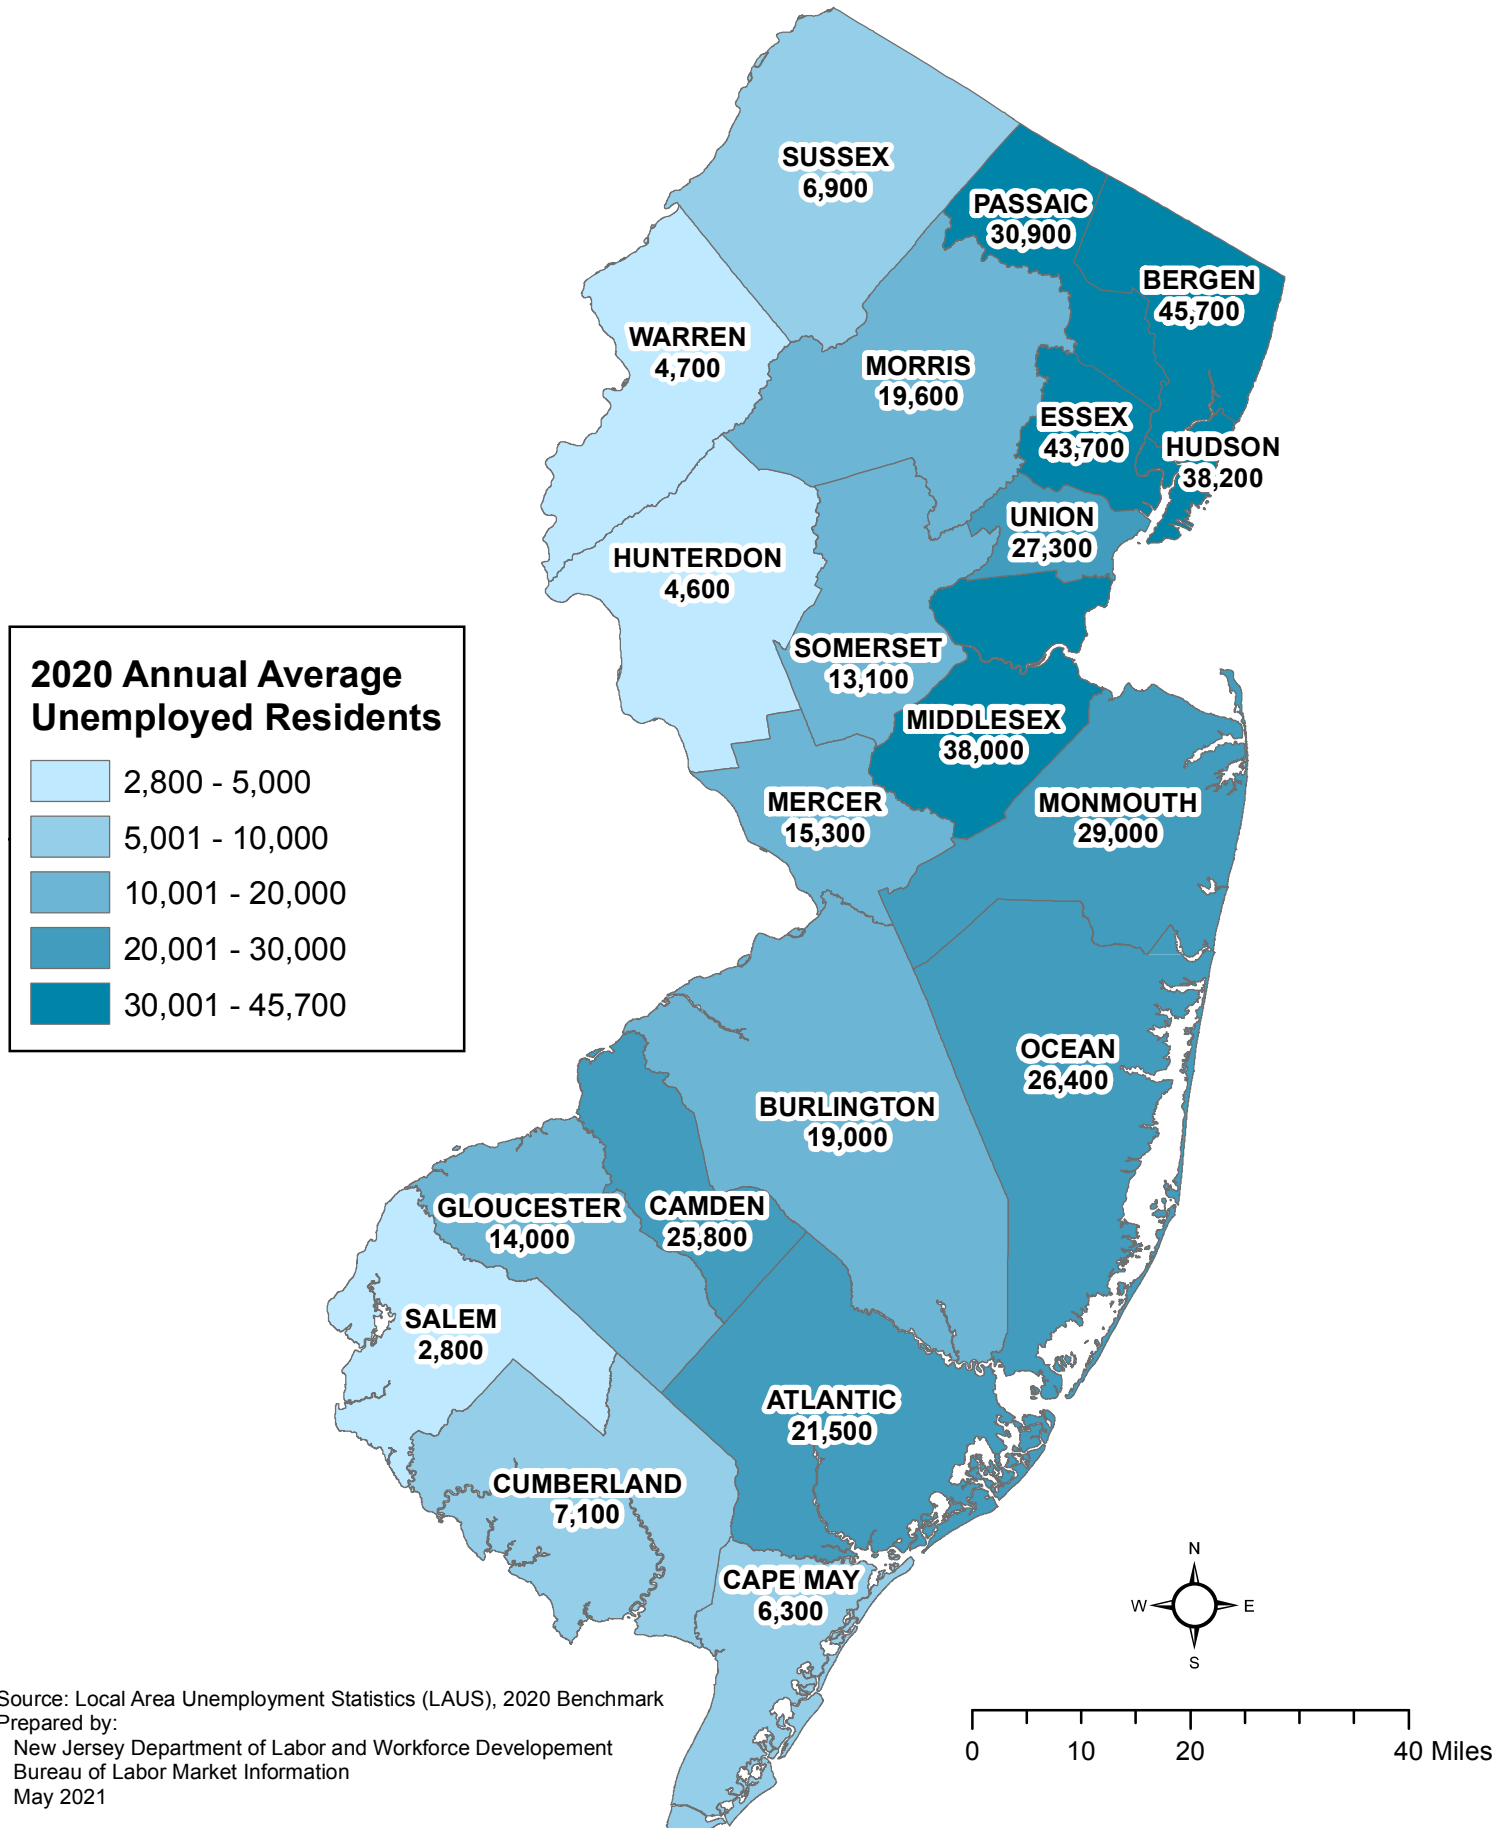 SUSSEX
6,900
PASSAIC
30,900
BERGEN
45,700
WARREN
4,700
MORRIS
19,600
ESSEX
43,700
HUDSON
38,200
UNION
27,300
HUNTERDON
4,600
SOMERSET
13,100
MIDDLESEX
38,000
MERCER
15,300
MONMOUTH
29,000
2020 Annual Average
Unemployed Residents
2,800 - 5,000
5,001 - 10,000
10,001 - 20,000
20,001 - 30,000
30,001 - 45,700
OCEAN
26,400
BURLINGTON
19,000
GLOUCESTER
14,000
CAMDEN
25,800
SALEM
2,800
ATLANTIC
21,500
CUMBERLAND
7,100
CAPE MAY
6,300
N
W E
S
Source: Local Area Unemployment Statistics (LAUS), 2020 Benchmark
Prepared by:
New Jersey Department of Labor and Workforce Developement
Bureau of Labor Market Information
May 2021
0 10 20 40 Miles